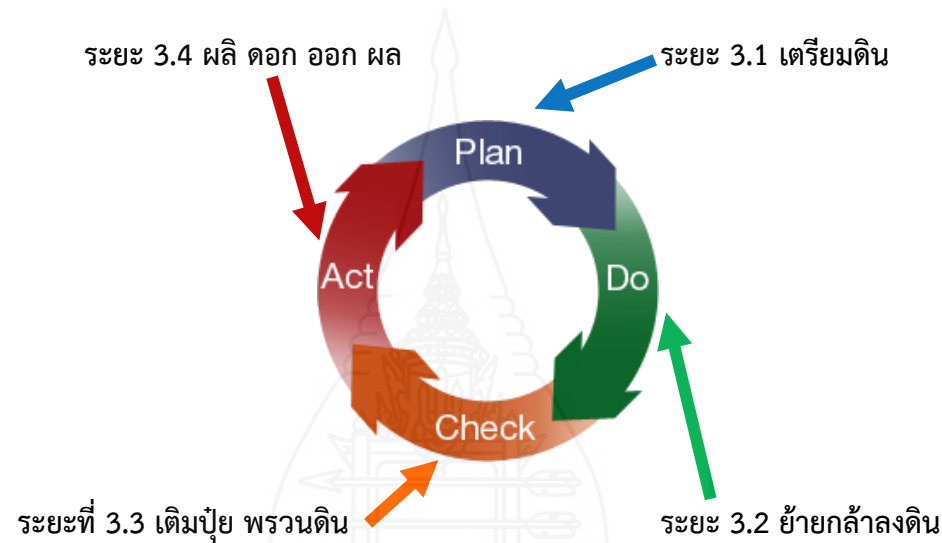 ระยะ 3.4 ผลิ ดอก ออก ผล
ระยะ 3.1 เตรียมดิน
Plan
Act
Do
Check
ระยะที่ 3.3 เติมปุ๋ย พรวนดิน
ระยะ 3.2 ย้ายกล้าลงดิน